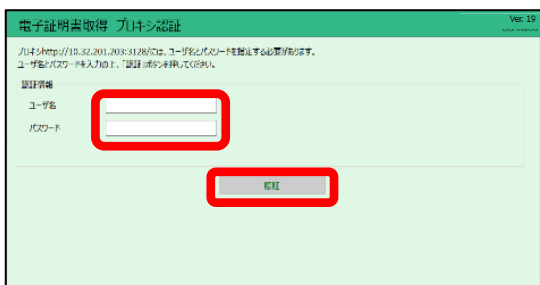 電子証明書取得 プロキシ認証
Ver. 19
プロキシhttp://10.32.201.203:3128/には、ユーザ名とパスワードを指定する必要があります。
ユーザ名とパスワードを入力の上、「認証」ボタンを押してください。
認証情報
ユーザ名
パスワード
認証